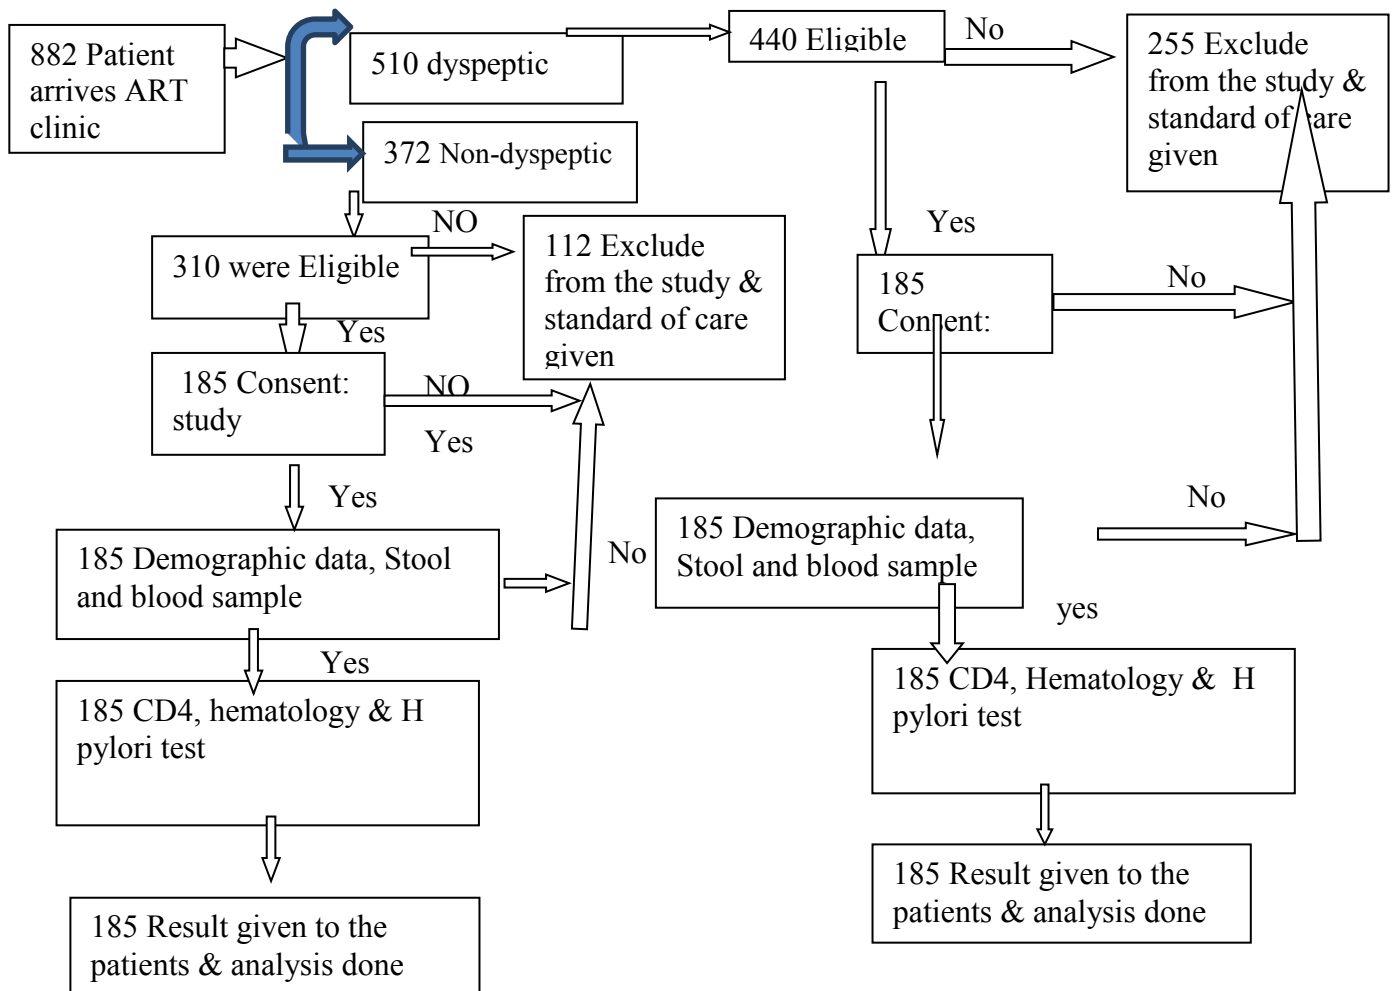 882 Patient
arrives ART
clinic
510 dyspeptic
440 Eligible
No
255 Exclude
from the study &
standard of care
given
372 Non-dyspeptic
NO
310 were Eligible
112 Exclude
from the study &
standard of care
given
Yes
185
Consent:
No
Yes
185 Consent:
study
NO
Yes
Yes
185 Demographic data, Stool
and blood sample
No
185 Demographic data,
Stool and blood sample
No
yes
Yes
185 CD4, hematology & H
pylori test
185 CD4, Hematology & H
pylori test
185 Result given to the
patients & analysis done
185 Result given to the
patients & analysis done